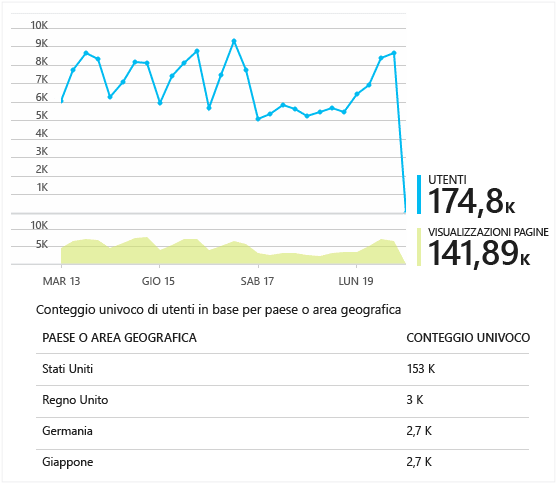 10K
9K
8K
7K
6K
5K
4K
3K
2K
1K
UTENTI
174,8K
10K
5K
VISUALIZZAZIONI PAGINE
141,89K
MAR 13 GIO 15 SAB 17 LUN 19
Conteggio univoco di utenti in base per paese o area geografica
PAESE O AREA GEOGRAFICA CONTEGGIO UNIVOCO
Stati Uniti 153 K
Regno Unito 3 K
Germania 2,7 K
Giappone 2,7 K